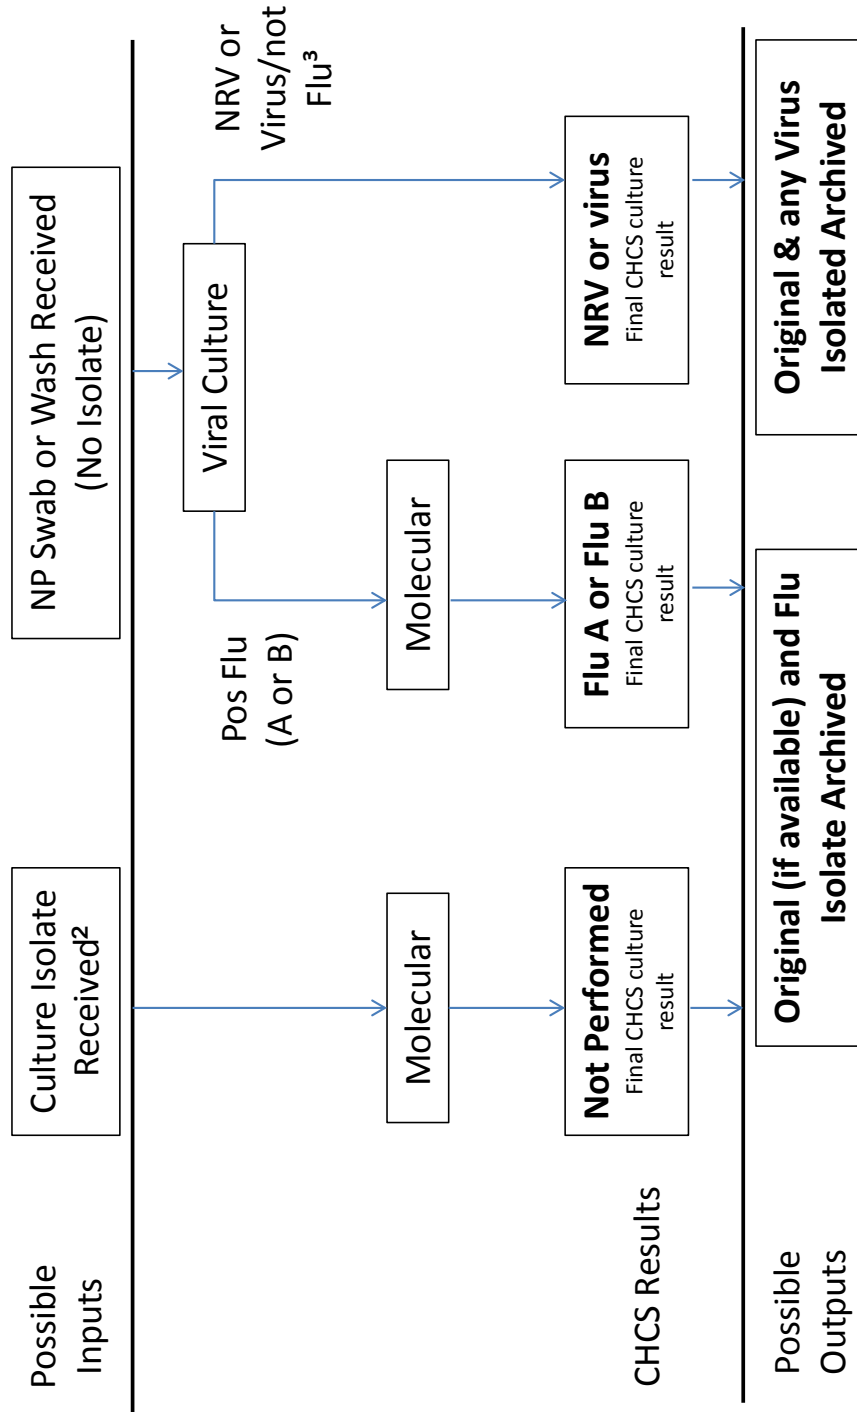 Possible
Inputs
Culture Isolate
Received²
NP Swab or Wash Received
(No Isolate)
Viral Culture
Pos Flu
(A or B)
NRV or
Virus/not
Flu³
Molecular
Molecular
CHCS Results
Not Performed
Final CHCS culture
result
Flu A or Flu B
Final CHCS culture
result
NRV or virus
Final CHCS culture
result
Possible
Outputs
Original (if available) and Flu
Isolate Archived
Original & any Virus
Isolated Archived